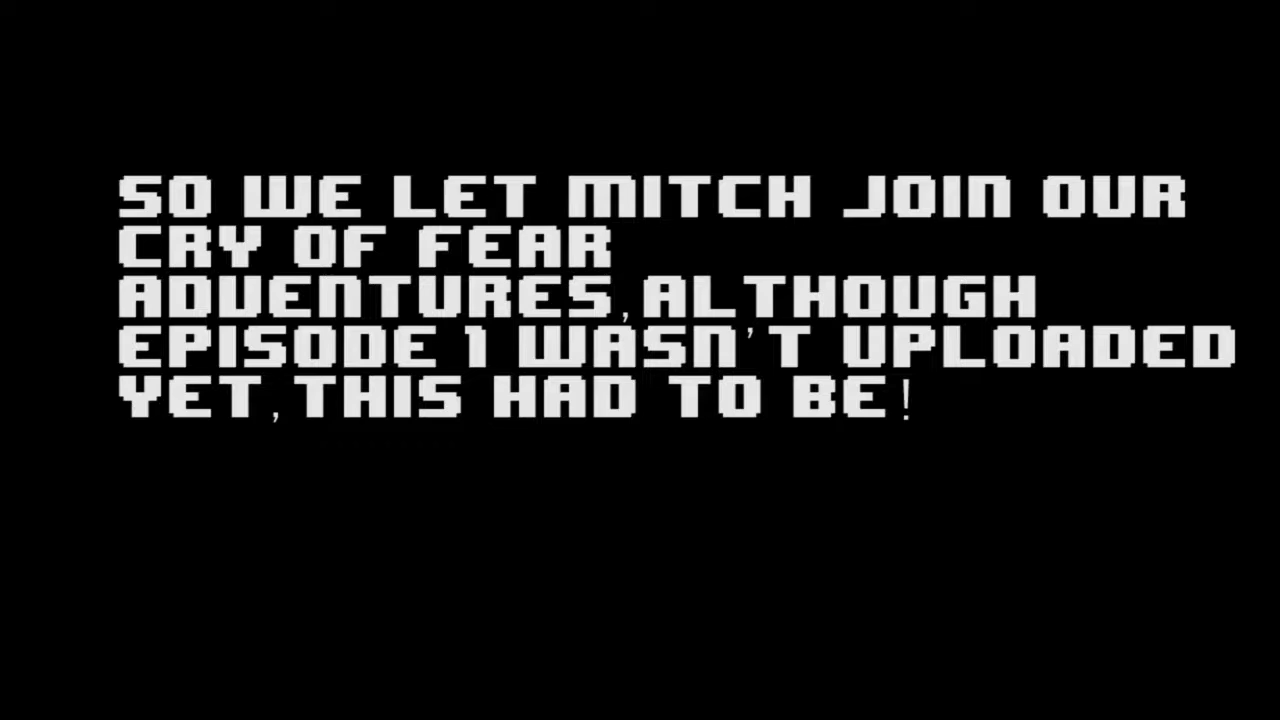 SO WE LET MITCH JOIN OUR
CRY OF FEAR
ADVENTURES,ALTHOUGH
EPISODE 1 WASN'T UPLOADED
YET,THIS HAD TO BE!